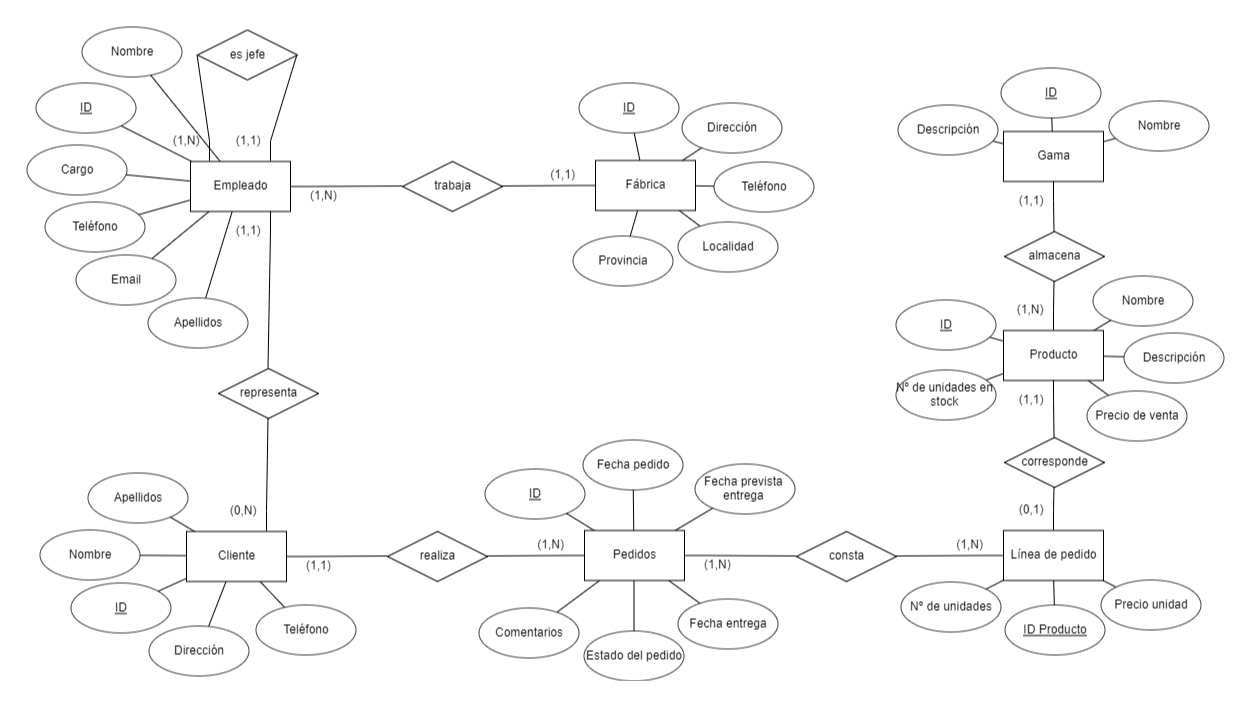 Nombre
es jefe
ID
(1,N)
(1,1)
Cargo
Empleado
(1,N)
trabaja
(1,1)
Fábrica
ID
Dirección
Teléfono
Localidad
Provincia
Teléfono
(1,1)
Email
Apellidos
Gama
ID
Descripción
Nombre
(1,1)
almacena
(1,N)
Producto
ID
Nombre
Descripción
Nº de unidades en
stock
Precio de venta
(1,1)
corresponde
(0,1)
representa
(0,N)
Apellidos
Nombre
Cliente
ID
Dirección
Teléfono
(1,1)
realiza
(1,N)
Pedidos
ID
Fecha pedido
Fecha prevista
entrega
Comentarios
Estado del pedido
Fecha entrega
(1,N)
consta
(1,N)
Línea de pedido
Nº de unidades
ID Producto
Precio unidad